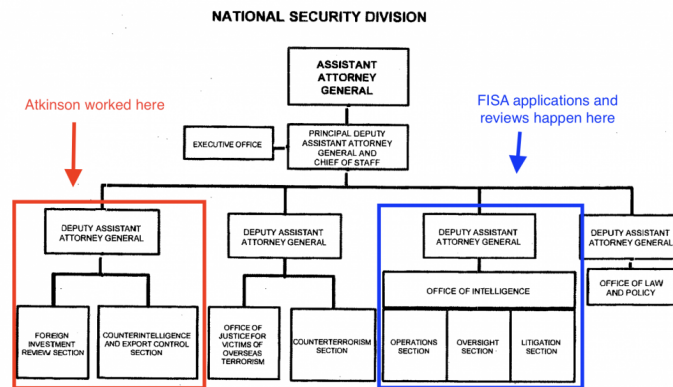 NATIONAL SECURITY DIVISION
ASSISTANT
ATTORNEY
GENERAL
Atkinson worked here
FISA applications and
reviews happen here
EXECUTIVE OFFICE
PRINCIPAL DEPUTY
ASSISTANT ATTORNEY
GENERAL AND
CHIEF OF STAFF
DEPUTY ASSISTANT
ATTORNEY GENERAL
DEPUTY ASSISTANT
ATTORNEY GENERAL
DEPUTY ASSISTANT
ATTORNEY GENERAL
DEPUTY ASSISTANT
ATTORNEY GENERAL
OFFICE OF INTELLIGENCE
OFFICE OF LAW
AND POLICY
FOREIGN
INVESTMENT
REVIEW SECTION
COUNTERINTELLIGENCE
AND EXPORT CONTROL
SECTION
OFFICE OF
JUSTICE FOR
VICTIMS OF
OVERSEAS
TERRORISM
COUNTERTERRORISM
SECTION
OPERATIONS
SECTION
OVERSIGHT
SECTION
LITIGATION
SECTION